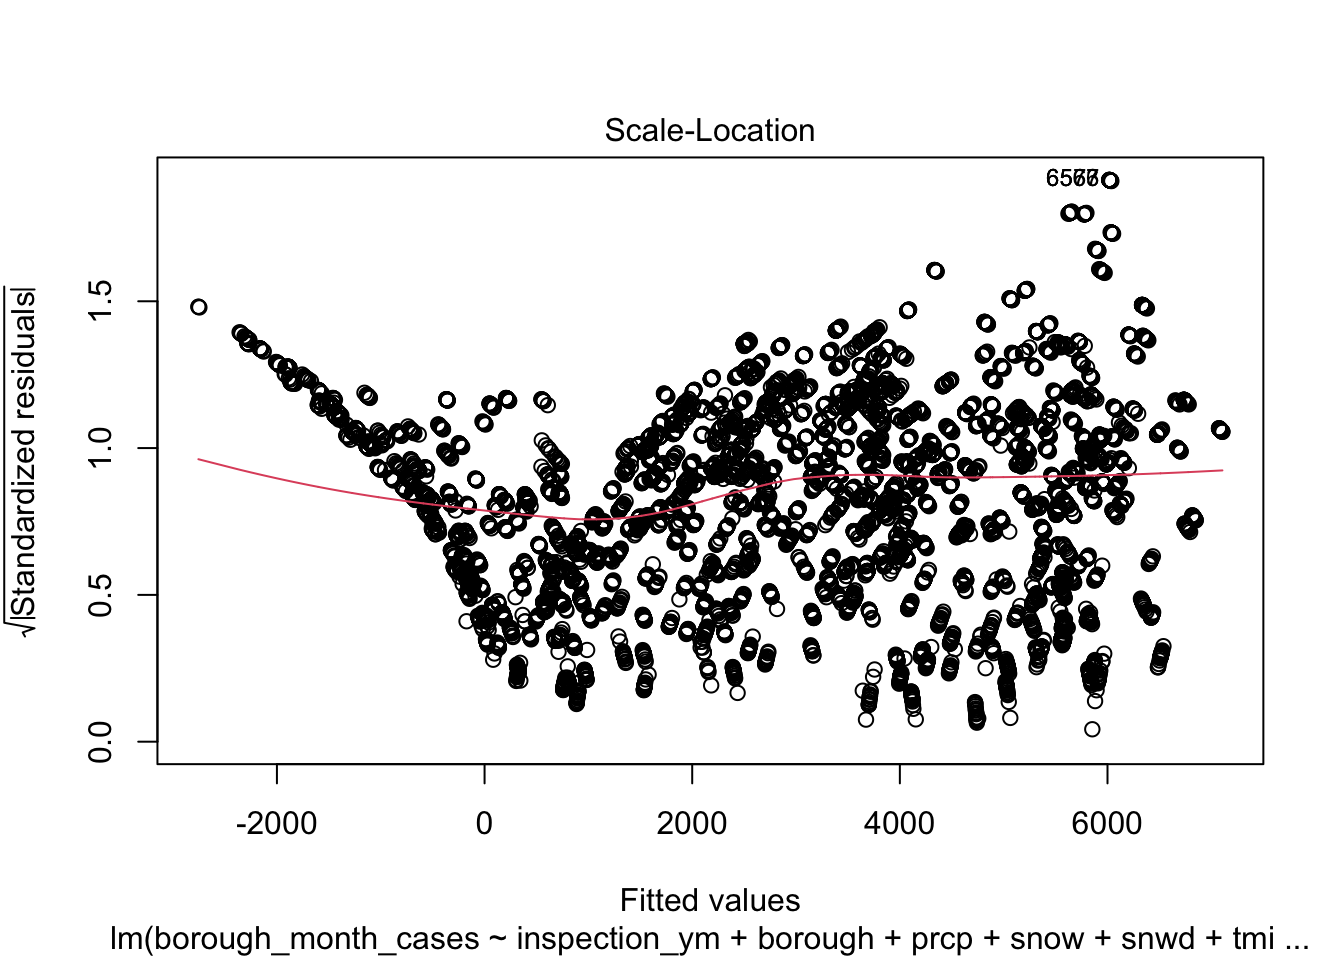 Scale-Location
√|Standardized residuals|
1.5
1.0
0.5
0.0
-2000 0 2000 4000 6000
Fitted values
lm(borough_month_cases ~ inspection_ym + borough + prcp + snow + snwd + tmi ...